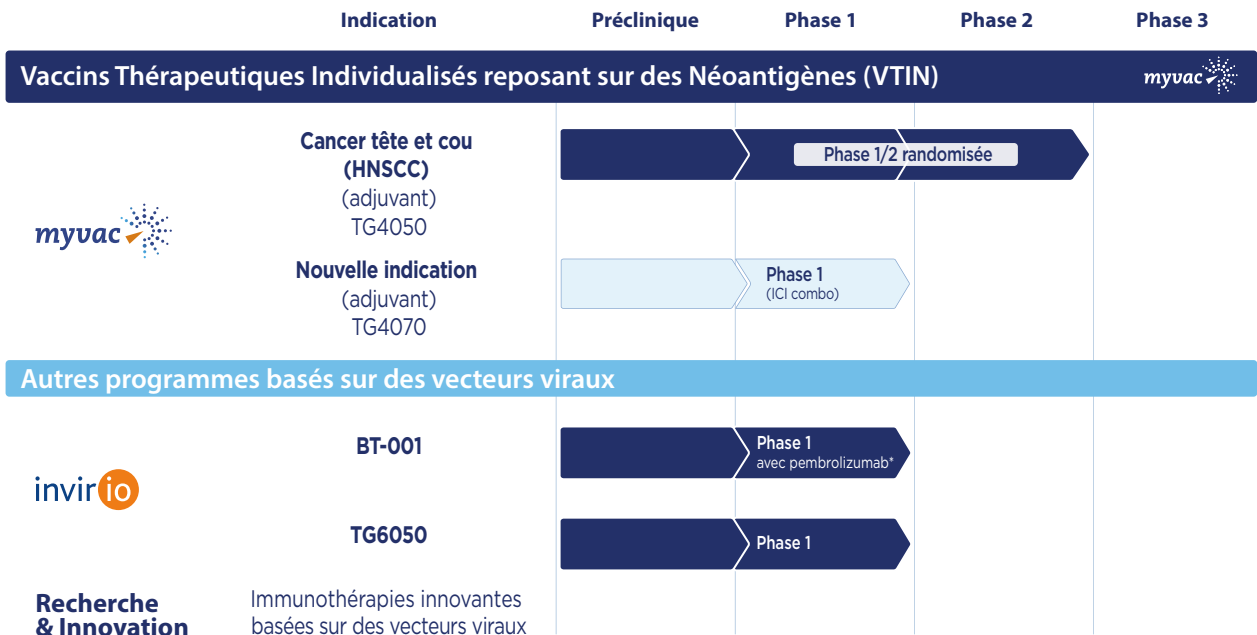 Indication Préclinique Phase 1 Phase 2 Phase 3
Vaccins Thérapeutiques Individualisés reposant sur des Néoantigènes (VTIN) myvac
Cancer tête et cou
(HNSCC)
(adjuvant)
TG4050
Phase 1/2 randomisée
myvac
Nouvelle indication
(adjuvant)
TG4070
Phase 1
(ICI combo)
Autres programmes basés sur des vecteurs viraux
invirio
BT-001
Phase 1
avec pembrolizumab*
TG6050
Phase 1
Recherche
& Innovation
Immunothérapies innovantes
basées sur des vecteurs viraux